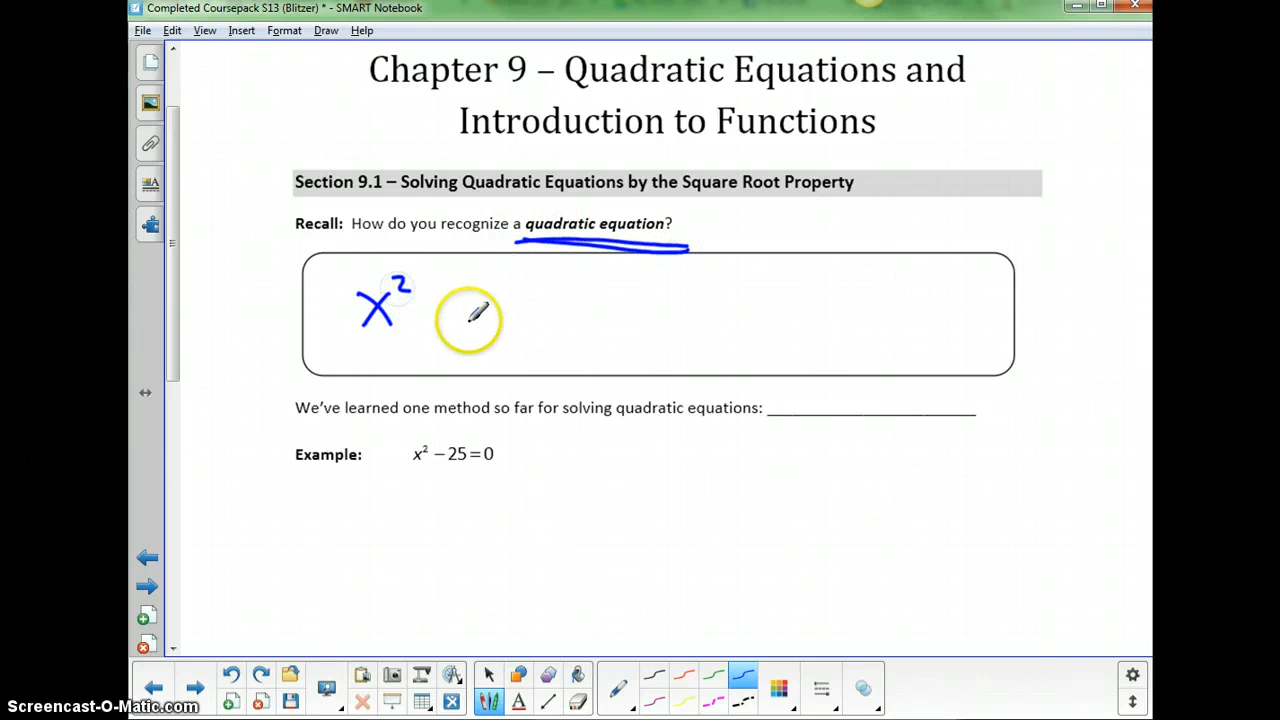 Completed Coursepack S13 (Blitzer) * - SMART Notebook
File Edit View Insert Format Draw Help
Chapter 9 – Quadratic Equations and
Introduction to Functions
Section 9.1 – Solving Quadratic Equations by the Square Root Property
Recall: How do you recognize a quadratic equation?
x²
We've learned one method so far for solving quadratic equations: ____________________
Example: x² − 25 = 0
Screencast-O-Matic.com